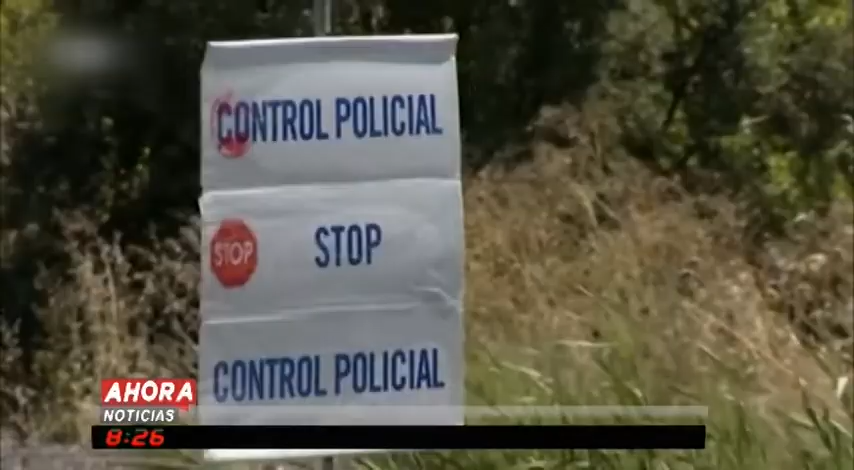 CONTROL POLICIAL
STOP
STOP
CONTROL POLICIAL
AHORA
NOTICIAS
8:26